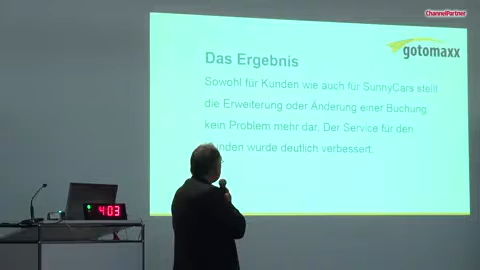 ChannelPartner
gotomaxx
Das Ergebnis
Sowohl für Kunden wie auch für SunnyCars stellt
die Erweiterung oder Änderung einer Buchung
kein Problem mehr dar. Der Service für den
Kunden würde deutlich verbessert.
4:03